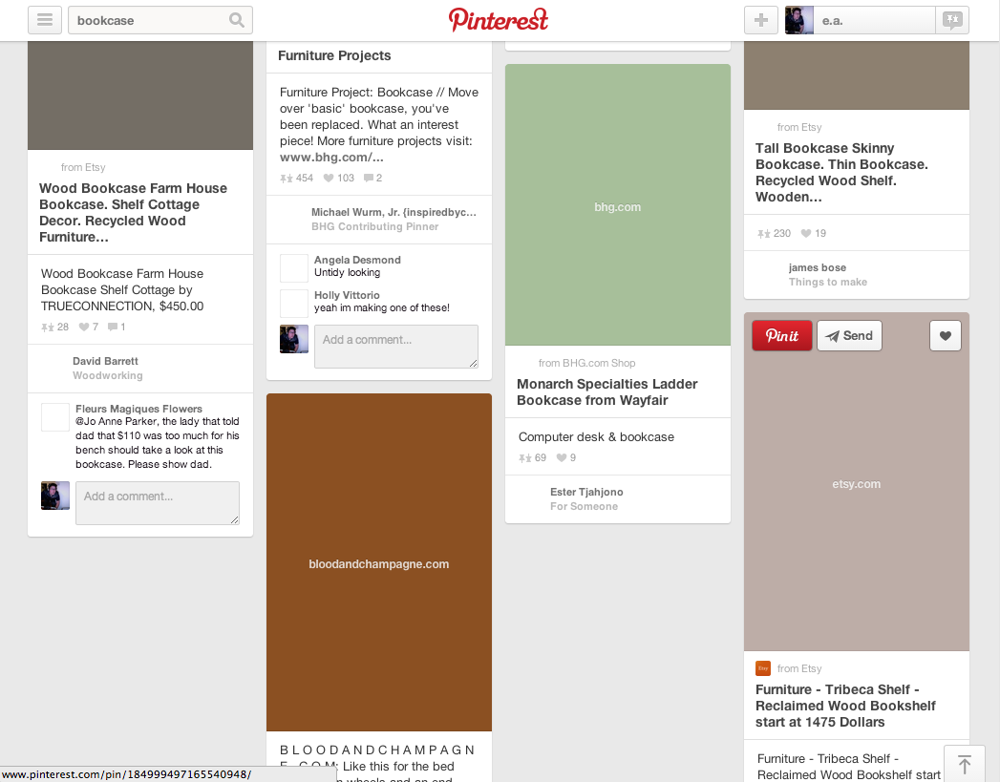 bookcase
Pinterest
e.a.
from Etsy
Wood Bookcase Farm House
Bookcase. Shelf Cottage
Decor. Recycled Wood
Furniture...
Wood Bookcase Farm House
Bookcase Shelf Cottage by
TRUECONNECTION, $450.00
28 7 1
David Barrett
Woodworking
Fleurs Magiques Flowers
@Jo Anne Parker, the lady that told
dad that $110 was too much for his
bench should take a look at this
bookcase. Please show dad.
Add a comment...
Furniture Projects
Furniture Project: Bookcase // Move
over 'basic' bookcase, you've
been replaced. What an interest
piece! More furniture projects visit:
www.bhg.com/...
454 103 2
Michael Wurm, Jr. {inspiredbyc...
BHG Contributing Pinner
Angela Desmond
Untidy looking
Holly Vittorio
yeah im making one of these!
Add a comment...
bloodandchampagne.com
B L O O D A N D C H A M P A G N
E . C O M: Like this for the bed
wheels and an end
bhg.com
from BHG.com Shop
Monarch Specialties Ladder
Bookcase from Wayfair
Computer desk & bookcase
69 9
Ester Tjahjono
For Someone
from Etsy
Tall Bookcase Skinny
Bookcase. Thin Bookcase.
Recycled Wood Shelf.
Wooden...
230 19
james bose
Things to make
Pin it
Send
etsy.com
from Etsy
Furniture - Tribeca Shelf -
Reclaimed Wood Bookshelf
start at 1475 Dollars
Furniture - Tribeca Shelf -
Reclaimed Wood Bookshelf start
www.pinterest.com/pin/184999497165540948/